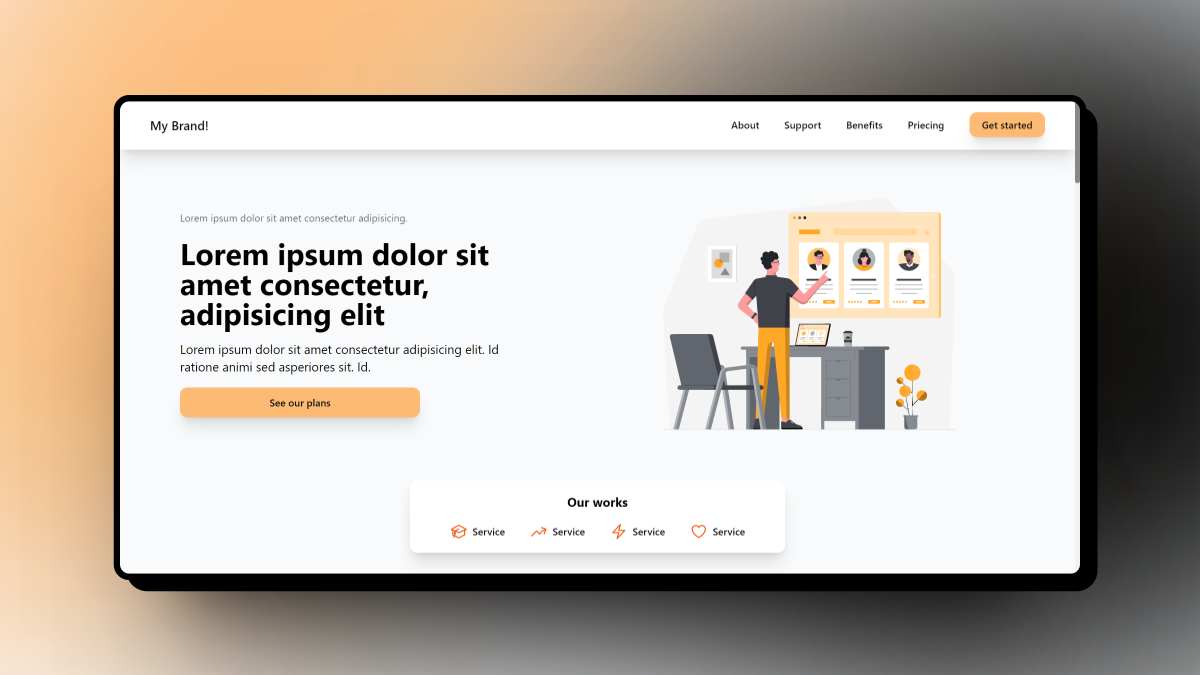 My Brand!
About Support Benefits Priecing Get started
Lorem ipsum dolor sit amet consectetur adipisicing.
Lorem ipsum dolor sit
amet consectetur,
adipisicing elit
Lorem ipsum dolor sit amet consectetur adipisicing elit. Id
ratione animi sed asperiores sit. Id.
See our plans
Our works
Service Service Service Service